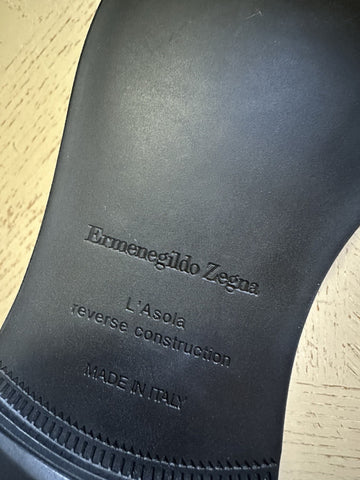 Ermenegildo Zegna
L'Asola
reverse construction
MADE IN ITALY